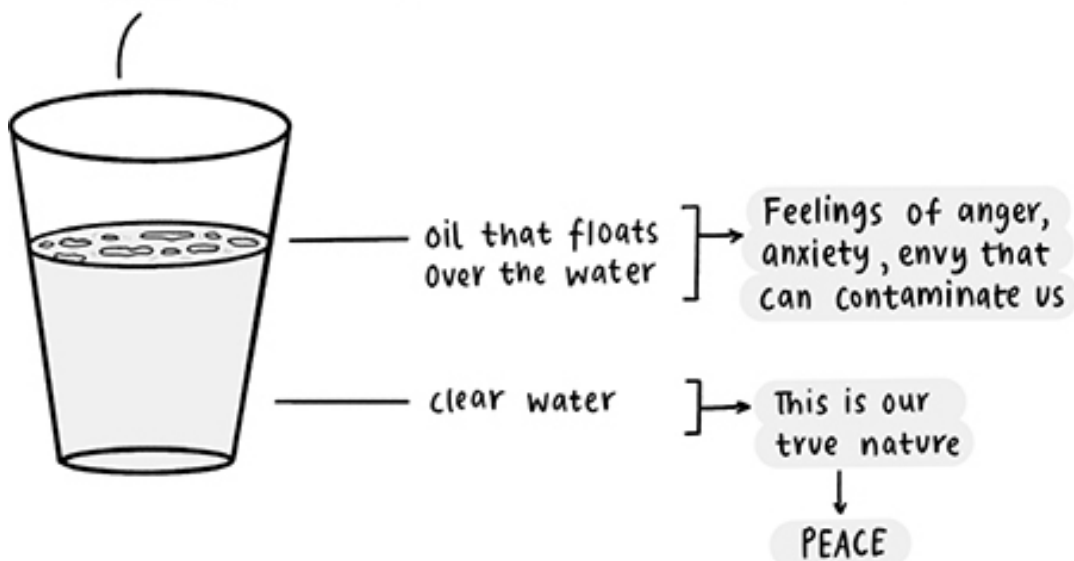 oil that floats
over the water
Feelings of anger,
anxiety, envy that
can contaminate us
clear water
This is our
true nature
PEACE